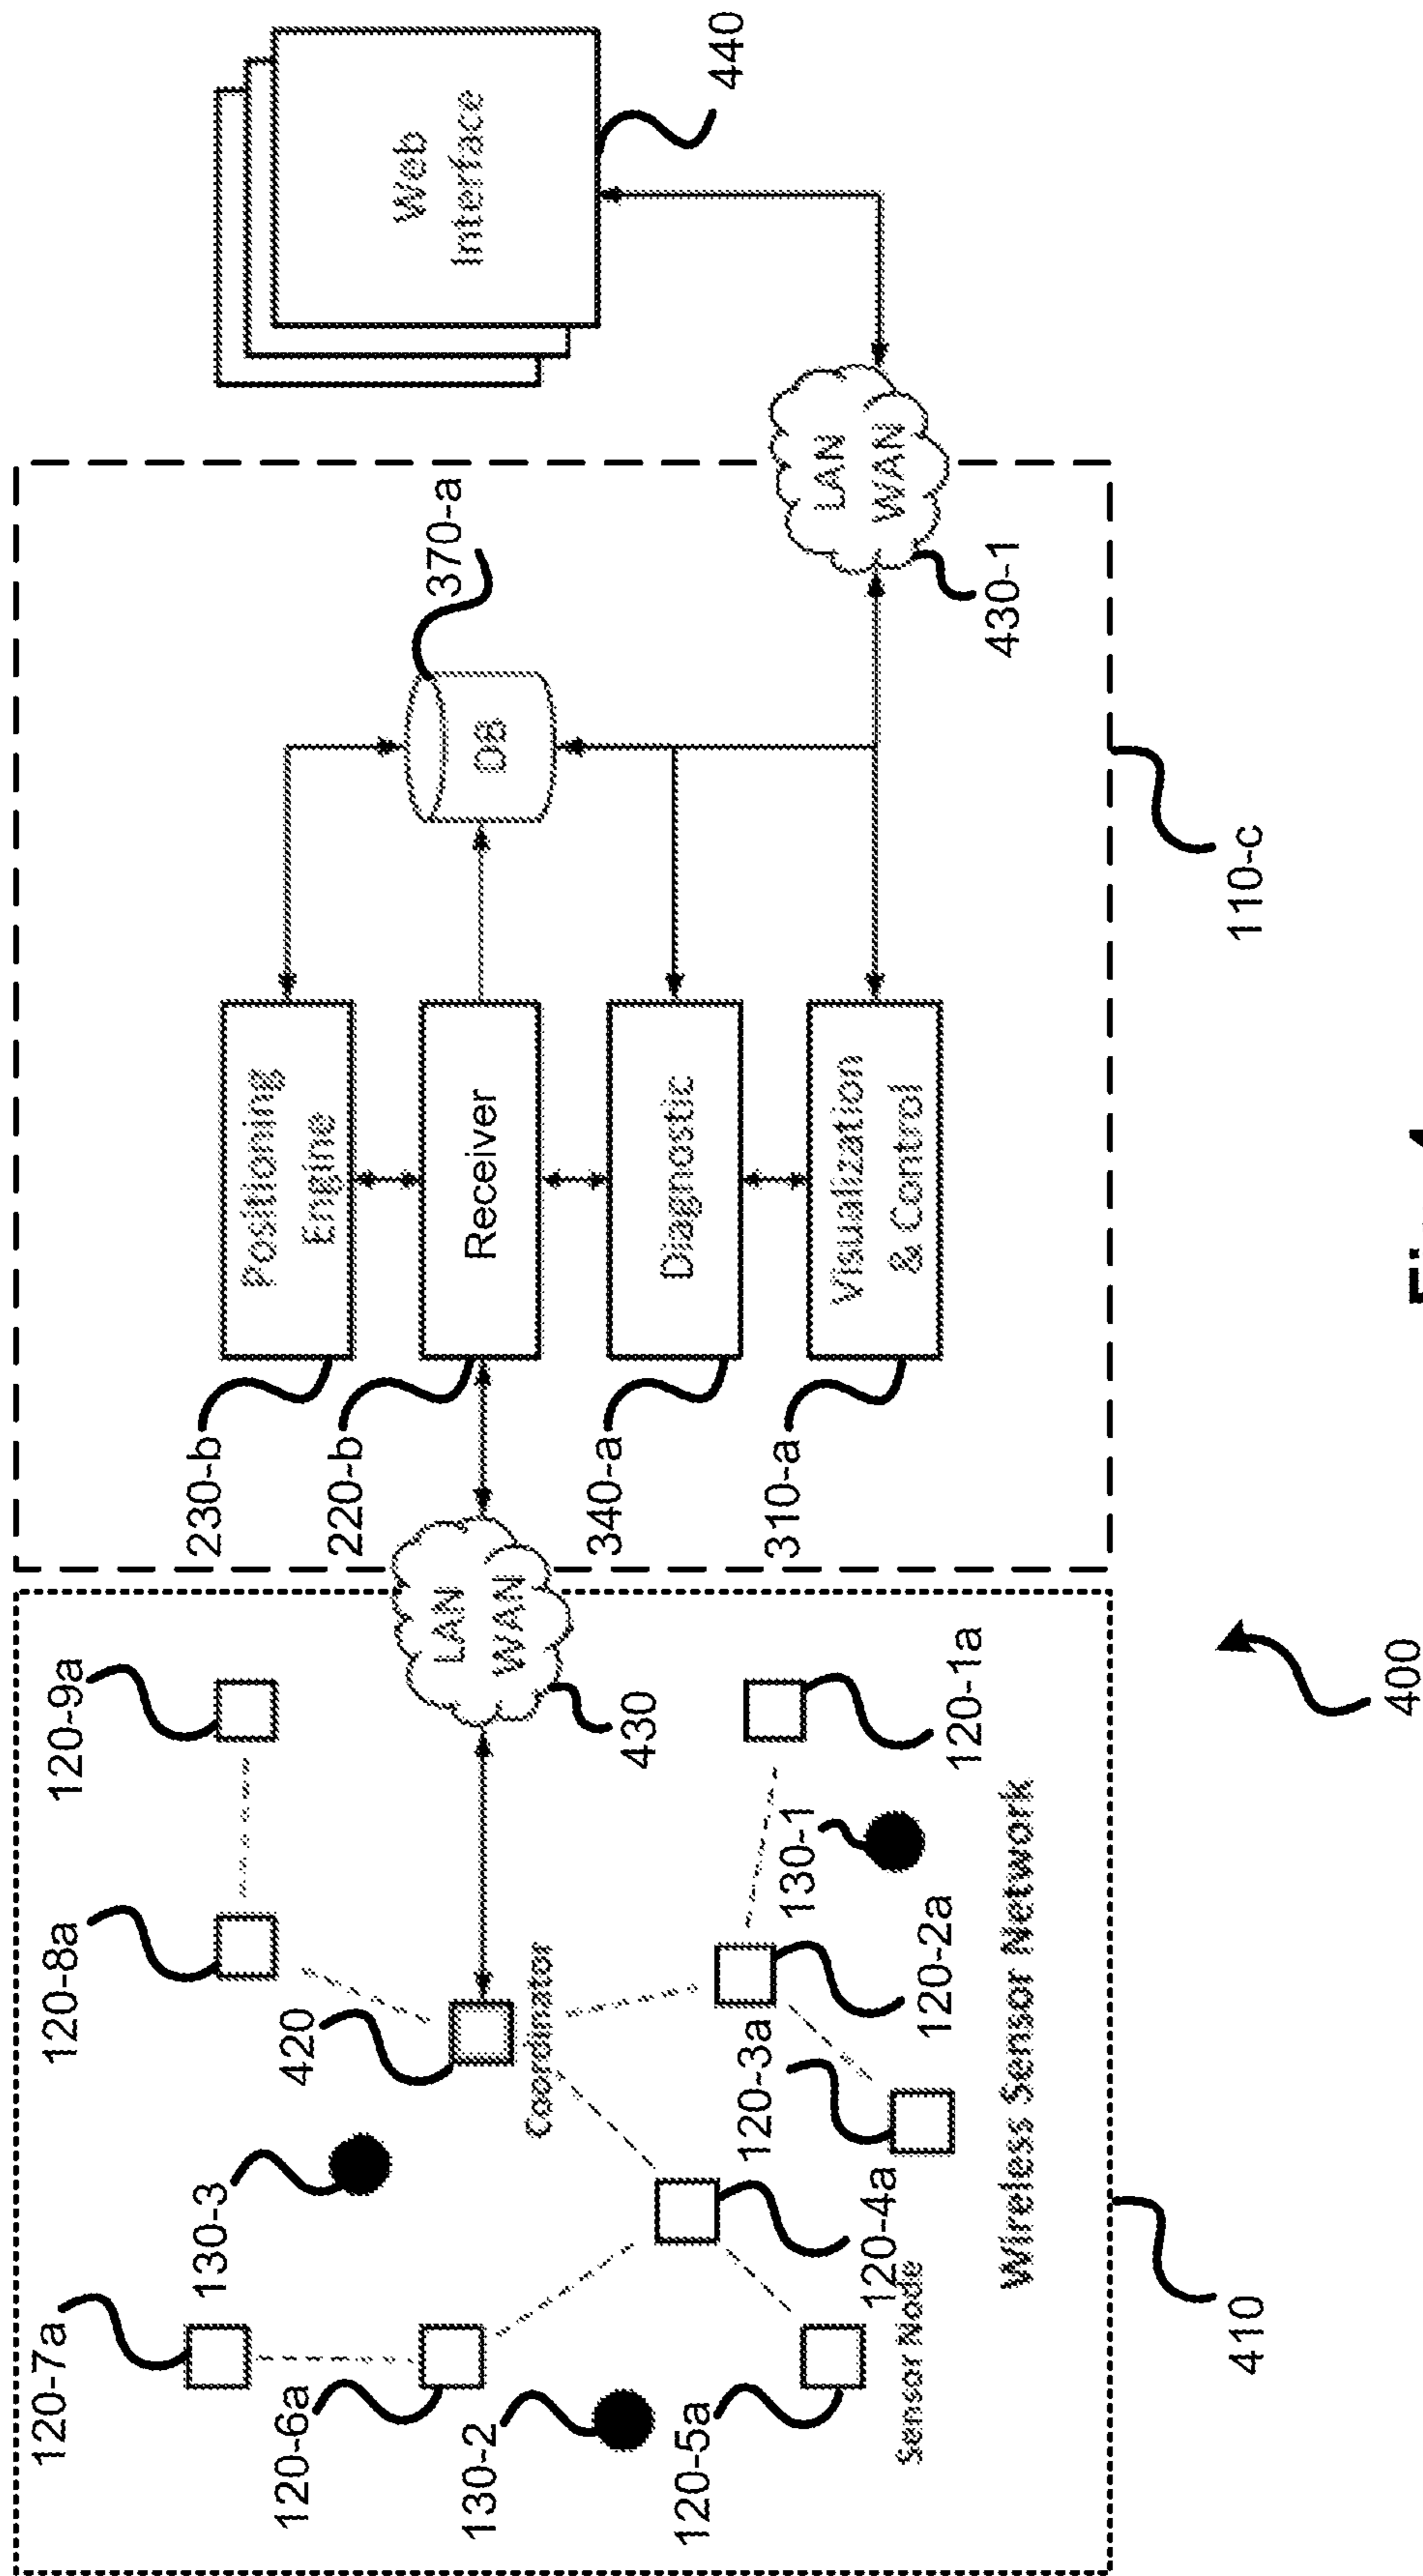 120-7a
120-6a
130-2
120-5a
Sensor Node
130-3
120-4a
120-3a
120-8a
420
Coordinator
120-2a
130-1
120-9a
120-1a
Wireless Sensor Network
410
LAN
WAN
430
230-b
Positioning
Engine
220-b
Receiver
340-a
Diagnostic
310-a
Visualization
& Control
DB
370-a
110-c
LAN
WAN
430-1
Web
Interface
440
400